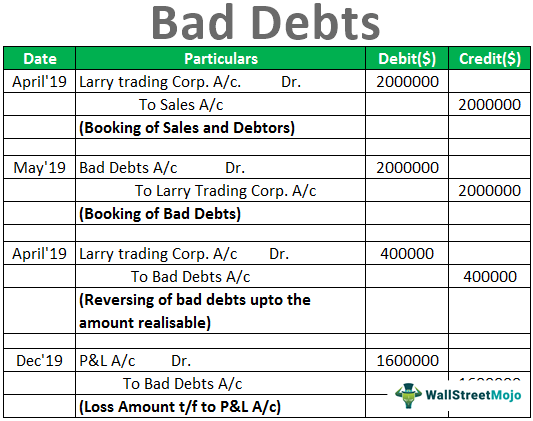 Bad Debts
Date Particulars Debit($) Credit($)
April'19 Larry trading Corp. A/c. Dr. 2000000
To Sales A/c 2000000
(Booking of Sales and Debtors)
May'19 Bad Debts A/c Dr. 2000000
To Larry Trading Corp. A/c 2000000
(Booking of Bad Debts)
April'19 Larry trading Corp. A/c Dr. 400000
To Bad Debts A/c 400000
(Reversing of bad debts upto the
amount realisable)
Dec'19 P&L A/c Dr. 1600000
To Bad Debts A/c
(Loss Amount t/f to P&L A/c)
WallStreetMojo